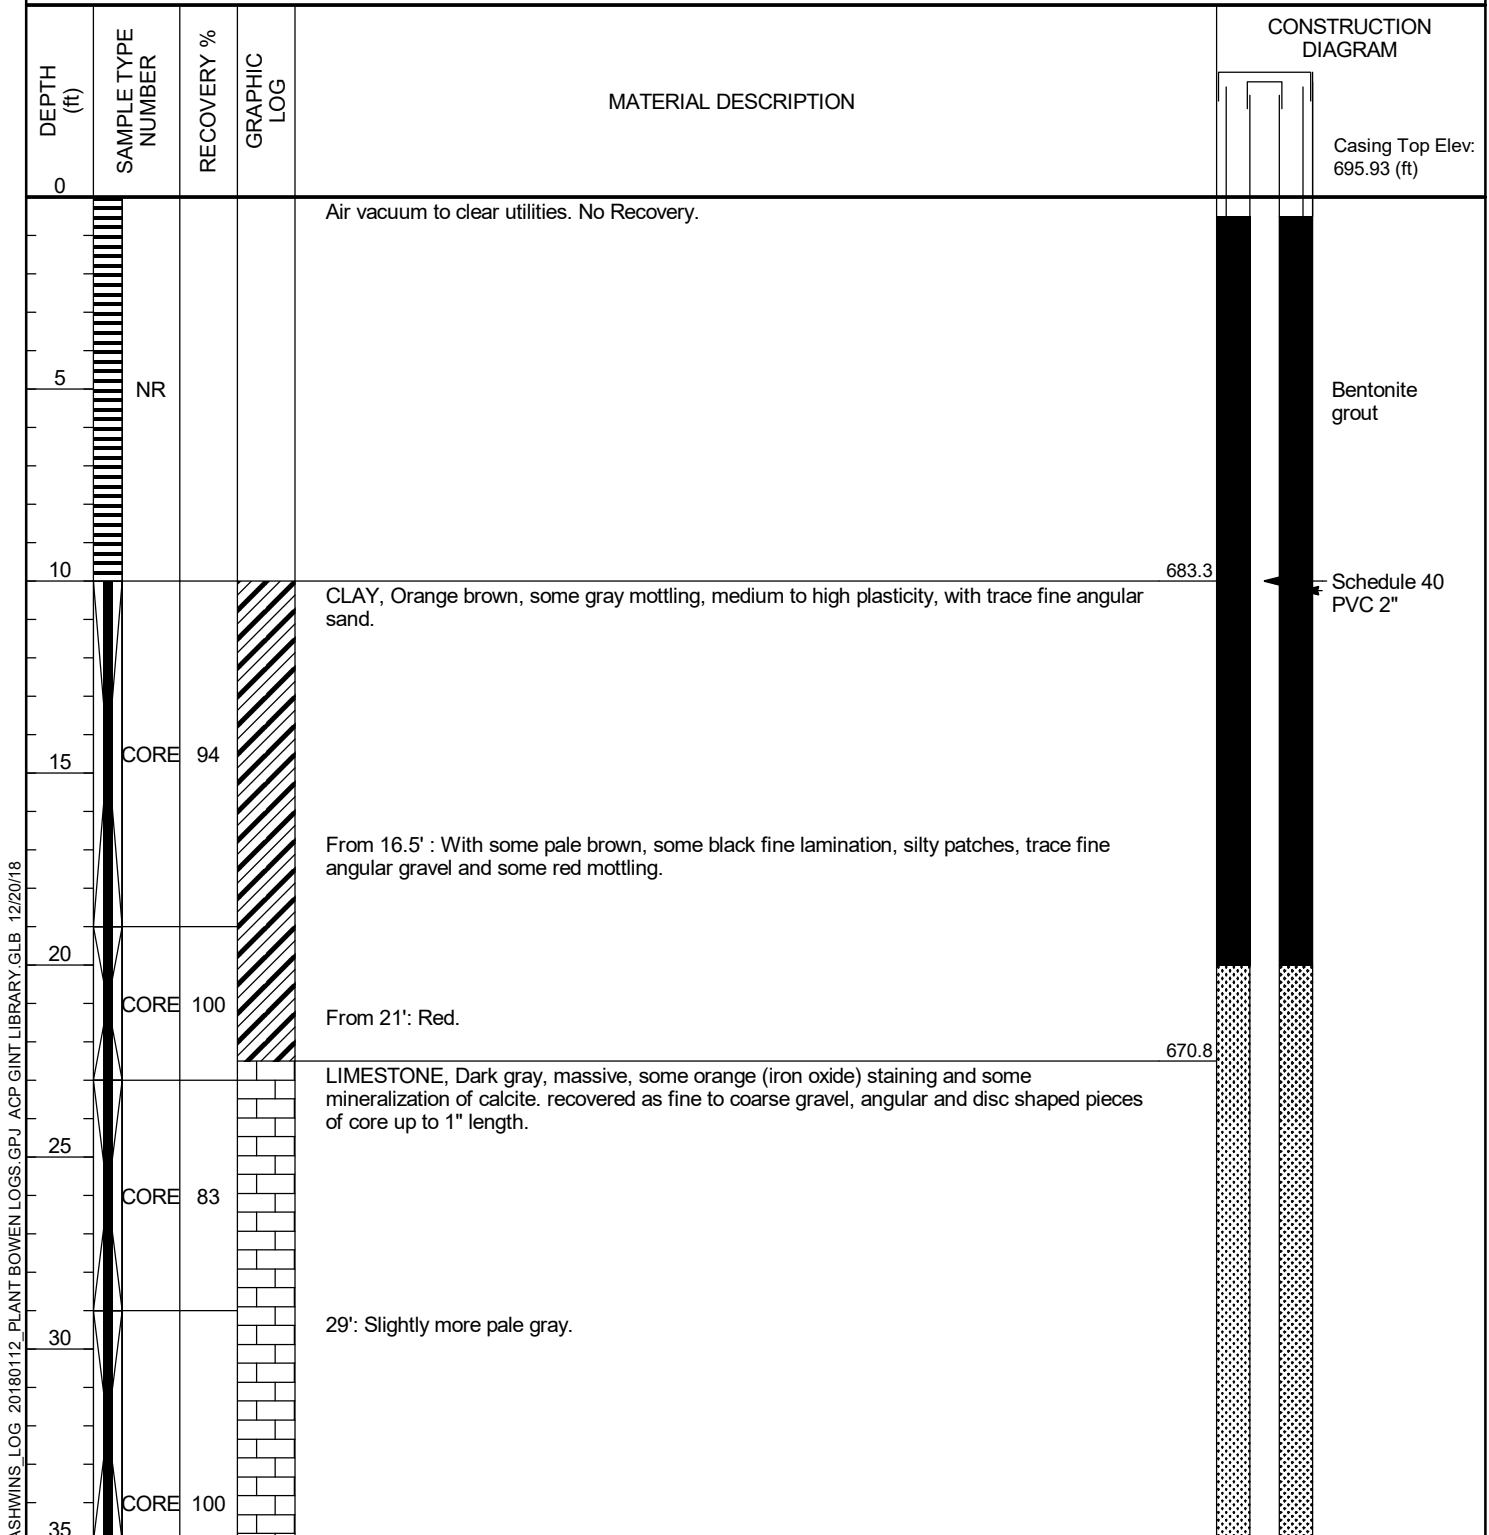 DEPTH
(ft)
SAMPLE TYPE
NUMBER
RECOVERY %
GRAPHIC
LOG
MATERIAL DESCRIPTION
CONSTRUCTION
DIAGRAM
Casing Top Elev:
695.93 (ft)
0
Air vacuum to clear utilities. No Recovery.
5
NR
Bentonite
grout
10
683.3
Schedule 40
PVC 2"
CLAY, Orange brown, some gray mottling, medium to high plasticity, with trace fine angular
sand.
15
CORE 94
From 16.5' : With some pale brown, some black fine lamination, silty patches, trace fine
angular gravel and some red mottling.
20
CORE 100
From 21': Red.
670.8
LIMESTONE, Dark gray, massive, some orange (iron oxide) staining and some
mineralization of calcite. recovered as fine to coarse gravel, angular and disc shaped pieces
of core up to 1" length.
25
CORE 83
29': Slightly more pale gray.
30
CORE 100
35
ASHWINS_LOG 20180112_PLANT BOWEN LOGS.GPJ ACP GINT LIBRARY.GLB 12/20/18